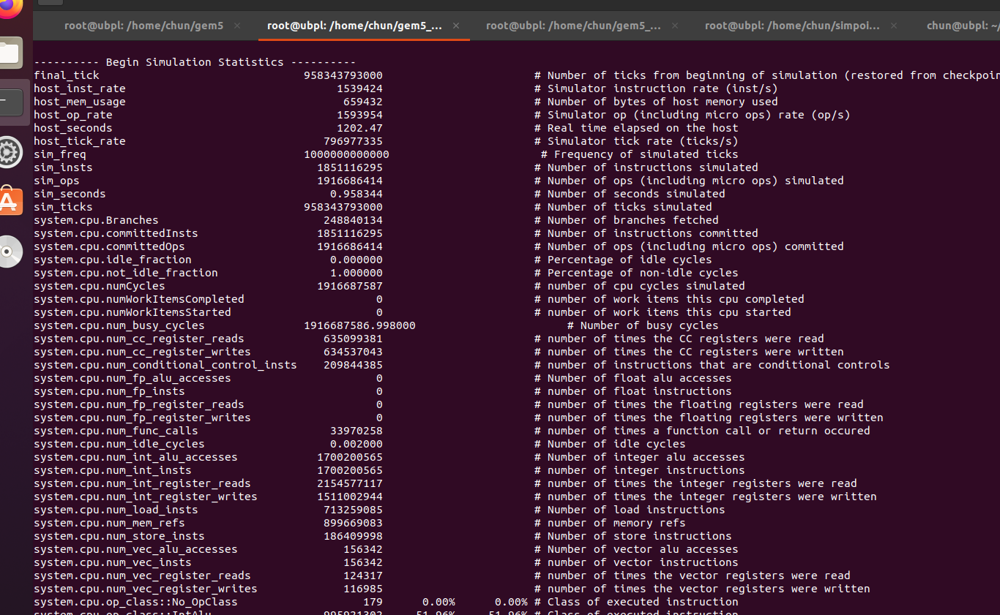 root@ubpl: /home/chun/gem5 × root@ubpl: /home/chun/gem5_... × root@ubpl: /home/chun/gem5_... × root@ubpl: /home/chun/simpoi... × chun@ubpl: ~/
---------- Begin Simulation Statistics ----------
final_tick 958343793000 # Number of ticks from beginning of simulation (restored from checkpoin
host_inst_rate 1539424 # Simulator instruction rate (inst/s)
host_mem_usage 659432 # Number of bytes of host memory used
host_op_rate 1593954 # Simulator op (including micro ops) rate (op/s)
host_seconds 1202.47 # Real time elapsed on the host
host_tick_rate 796977335 # Simulator tick rate (ticks/s)
sim_freq 1000000000000 # Frequency of simulated ticks
sim_insts 1851116295 # Number of instructions simulated
sim_ops 1916686414 # Number of ops (including micro ops) simulated
sim_seconds 0.958344 # Number of seconds simulated
sim_ticks 958343793000 # Number of ticks simulated
system.cpu.Branches 248840134 # Number of branches fetched
system.cpu.committedInsts 1851116295 # Number of instructions committed
system.cpu.committedOps 1916686414 # Number of ops (including micro ops) committed
system.cpu.idle_fraction 0.000000 # Percentage of idle cycles
system.cpu.not_idle_fraction 1.000000 # Percentage of non-idle cycles
system.cpu.numCycles 1916687587 # number of cpu cycles simulated
system.cpu.numWorkItemsCompleted 0 # number of work items this cpu completed
system.cpu.numWorkItemsStarted 0 # number of work items this cpu started
system.cpu.num_busy_cycles 1916687586.998000 # Number of busy cycles
system.cpu.num_cc_register_reads 635099381 # number of times the CC registers were read
system.cpu.num_cc_register_writes 634537043 # number of times the CC registers were written
system.cpu.num_conditional_control_insts 209844385 # number of instructions that are conditional controls
system.cpu.num_fp_alu_accesses 0 # Number of float alu accesses
system.cpu.num_fp_insts 0 # number of float instructions
system.cpu.num_fp_register_reads 0 # number of times the floating registers were read
system.cpu.num_fp_register_writes 0 # number of times the floating registers were written
system.cpu.num_func_calls 33970258 # number of times a function call or return occured
system.cpu.num_idle_cycles 0.002000 # Number of idle cycles
system.cpu.num_int_alu_accesses 1700200565 # Number of integer alu accesses
system.cpu.num_int_insts 1700200565 # number of integer instructions
system.cpu.num_int_register_reads 2154577117 # number of times the integer registers were read
system.cpu.num_int_register_writes 1511002944 # number of times the integer registers were written
system.cpu.num_load_insts 713259085 # Number of load instructions
system.cpu.num_mem_refs 899669083 # number of memory refs
system.cpu.num_store_insts 186409998 # Number of store instructions
system.cpu.num_vec_alu_accesses 156342 # Number of vector alu accesses
system.cpu.num_vec_insts 156342 # number of vector instructions
system.cpu.num_vec_register_reads 124317 # number of times the vector registers were read
system.cpu.num_vec_register_writes 116985 # number of times the vector registers were written
system.cpu.op_class::No_OpClass 179 0.00% 0.00% # Class of executed instruction
system.cpu.op_class::IntAlu 995921302 51.96% 51.96% # Class of executed instruction